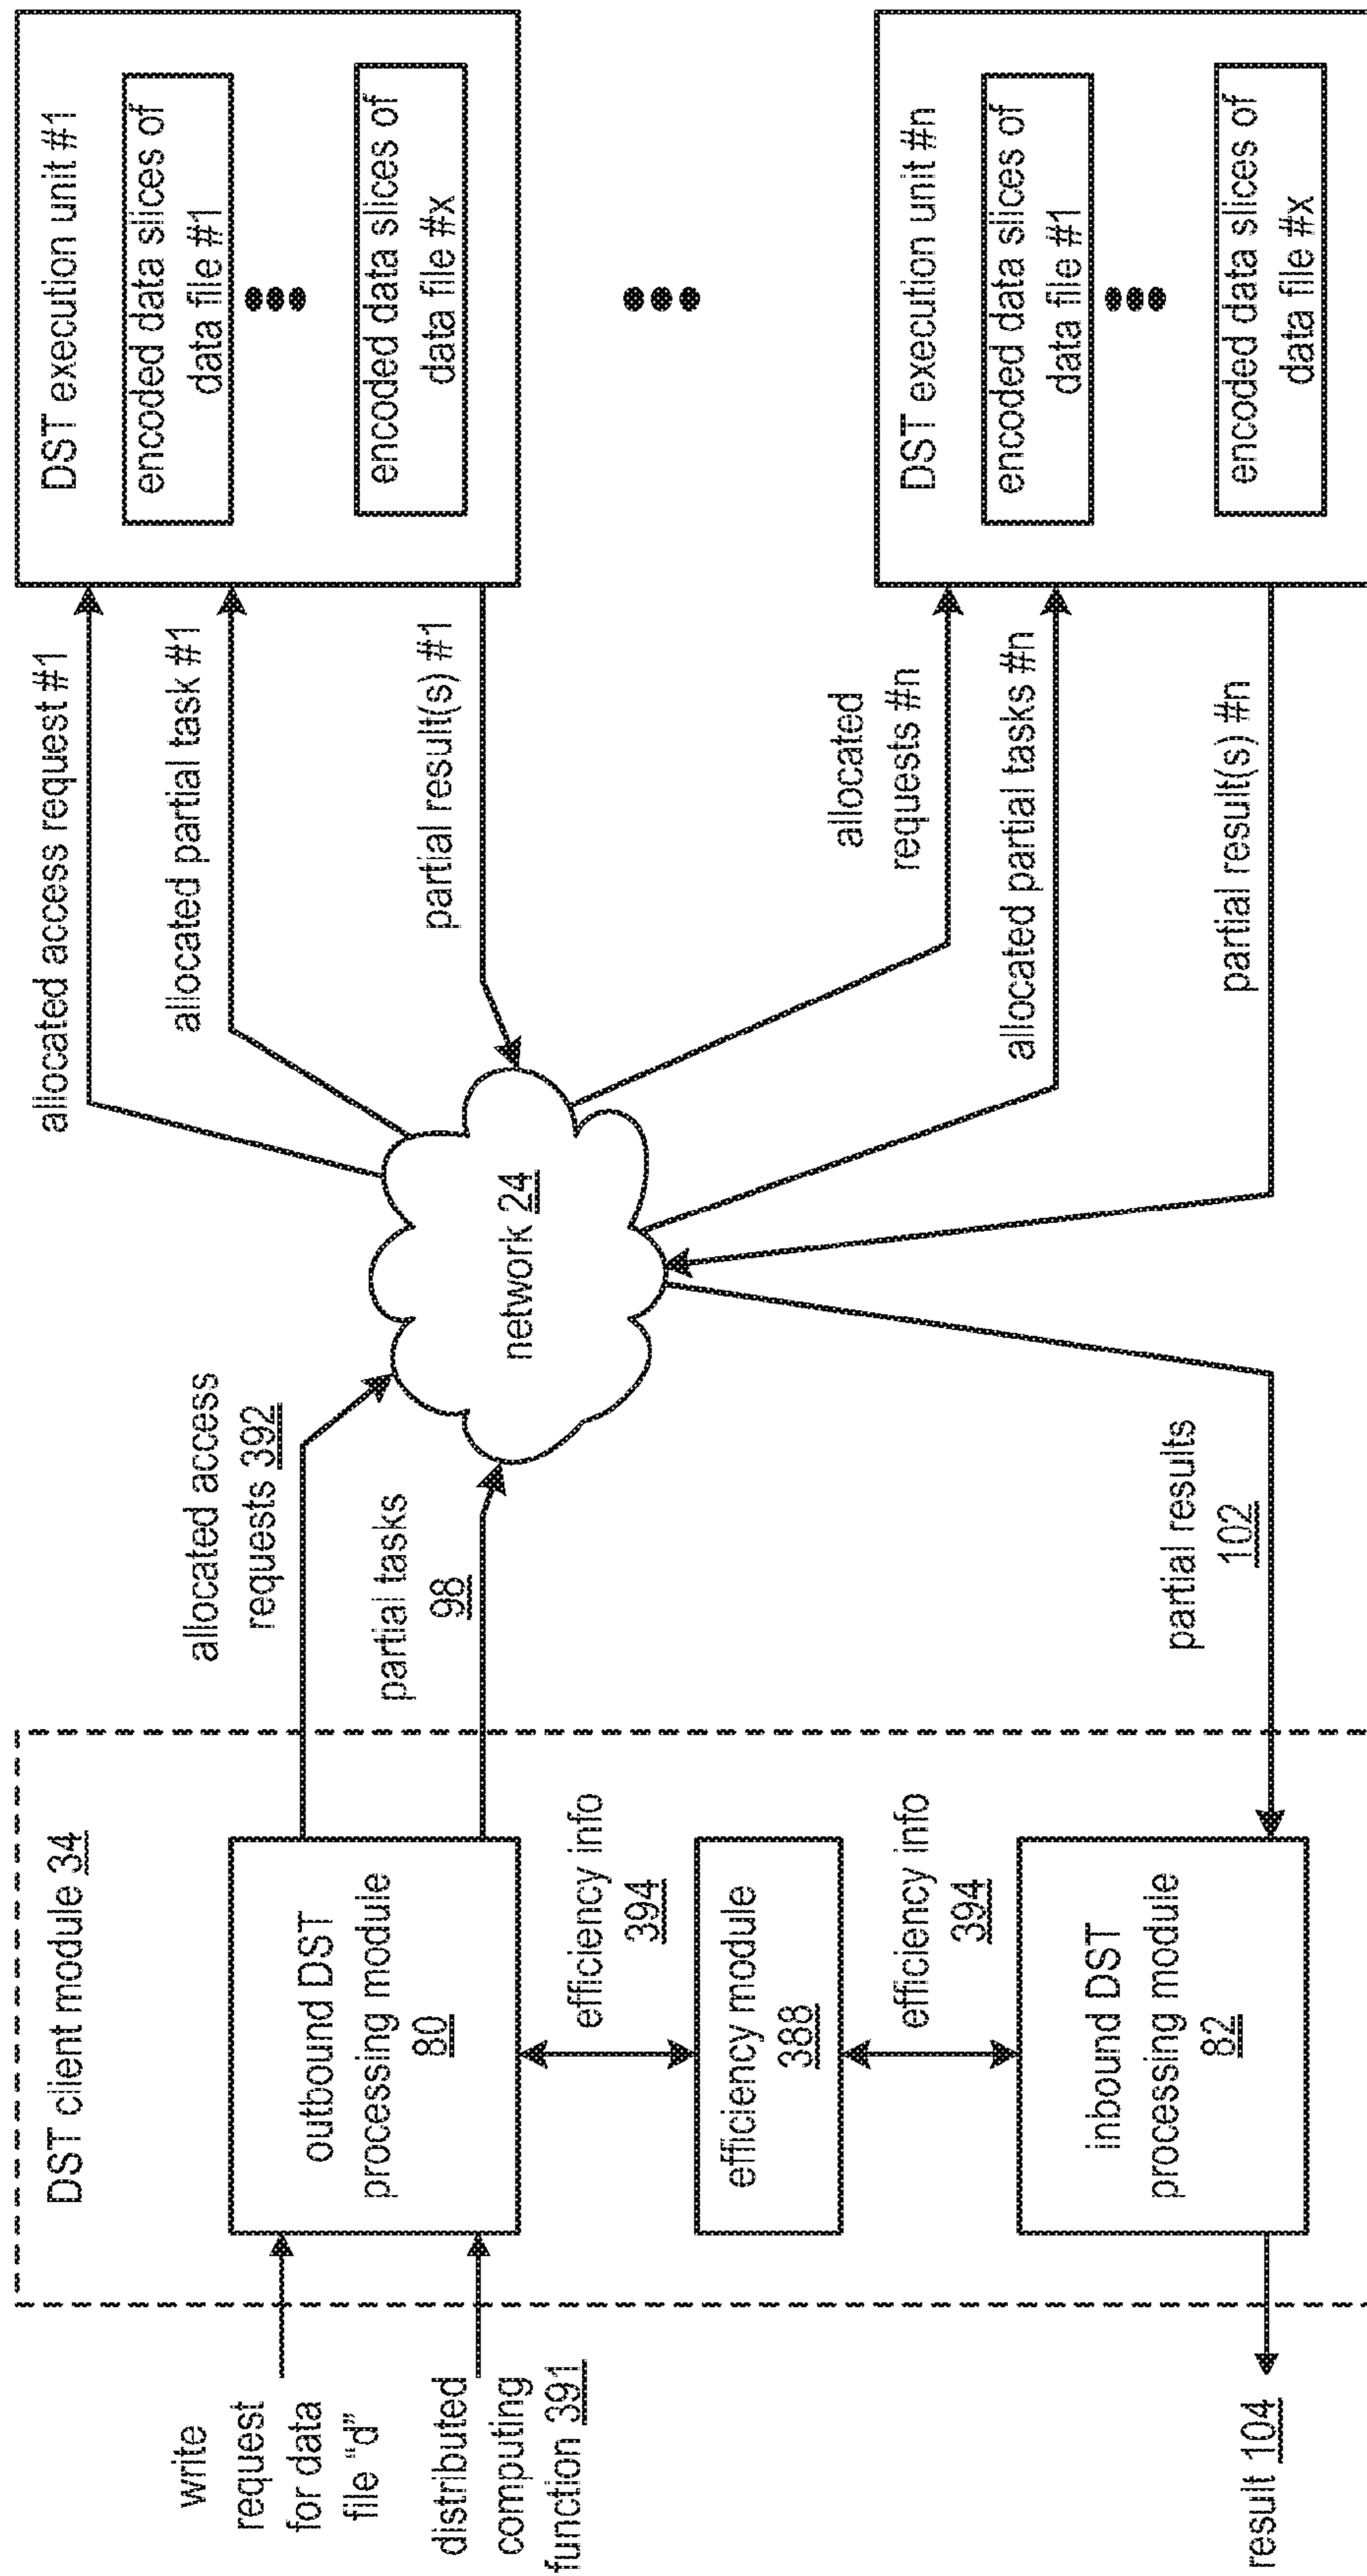 write
request
for data
file "d"
distributed
computing
function 391
result 104
DST client module 34
outbound DST
processing module
80
efficiency info
394
efficiency module
388
efficiency info
394
inbound DST
processing module
82
allocated access
requests 392
partial tasks
98
partial results
102
network 24
allocated access request #1
allocated partial task #1
partial result(s) #1
allocated
requests #n
allocated partial tasks #n
partial result(s) #n
DST execution unit #1
encoded data slices of
data file #1
encoded data slices of
data file #x
DST execution unit #n
encoded data slices of
data file #1
encoded data slices of
data file #x